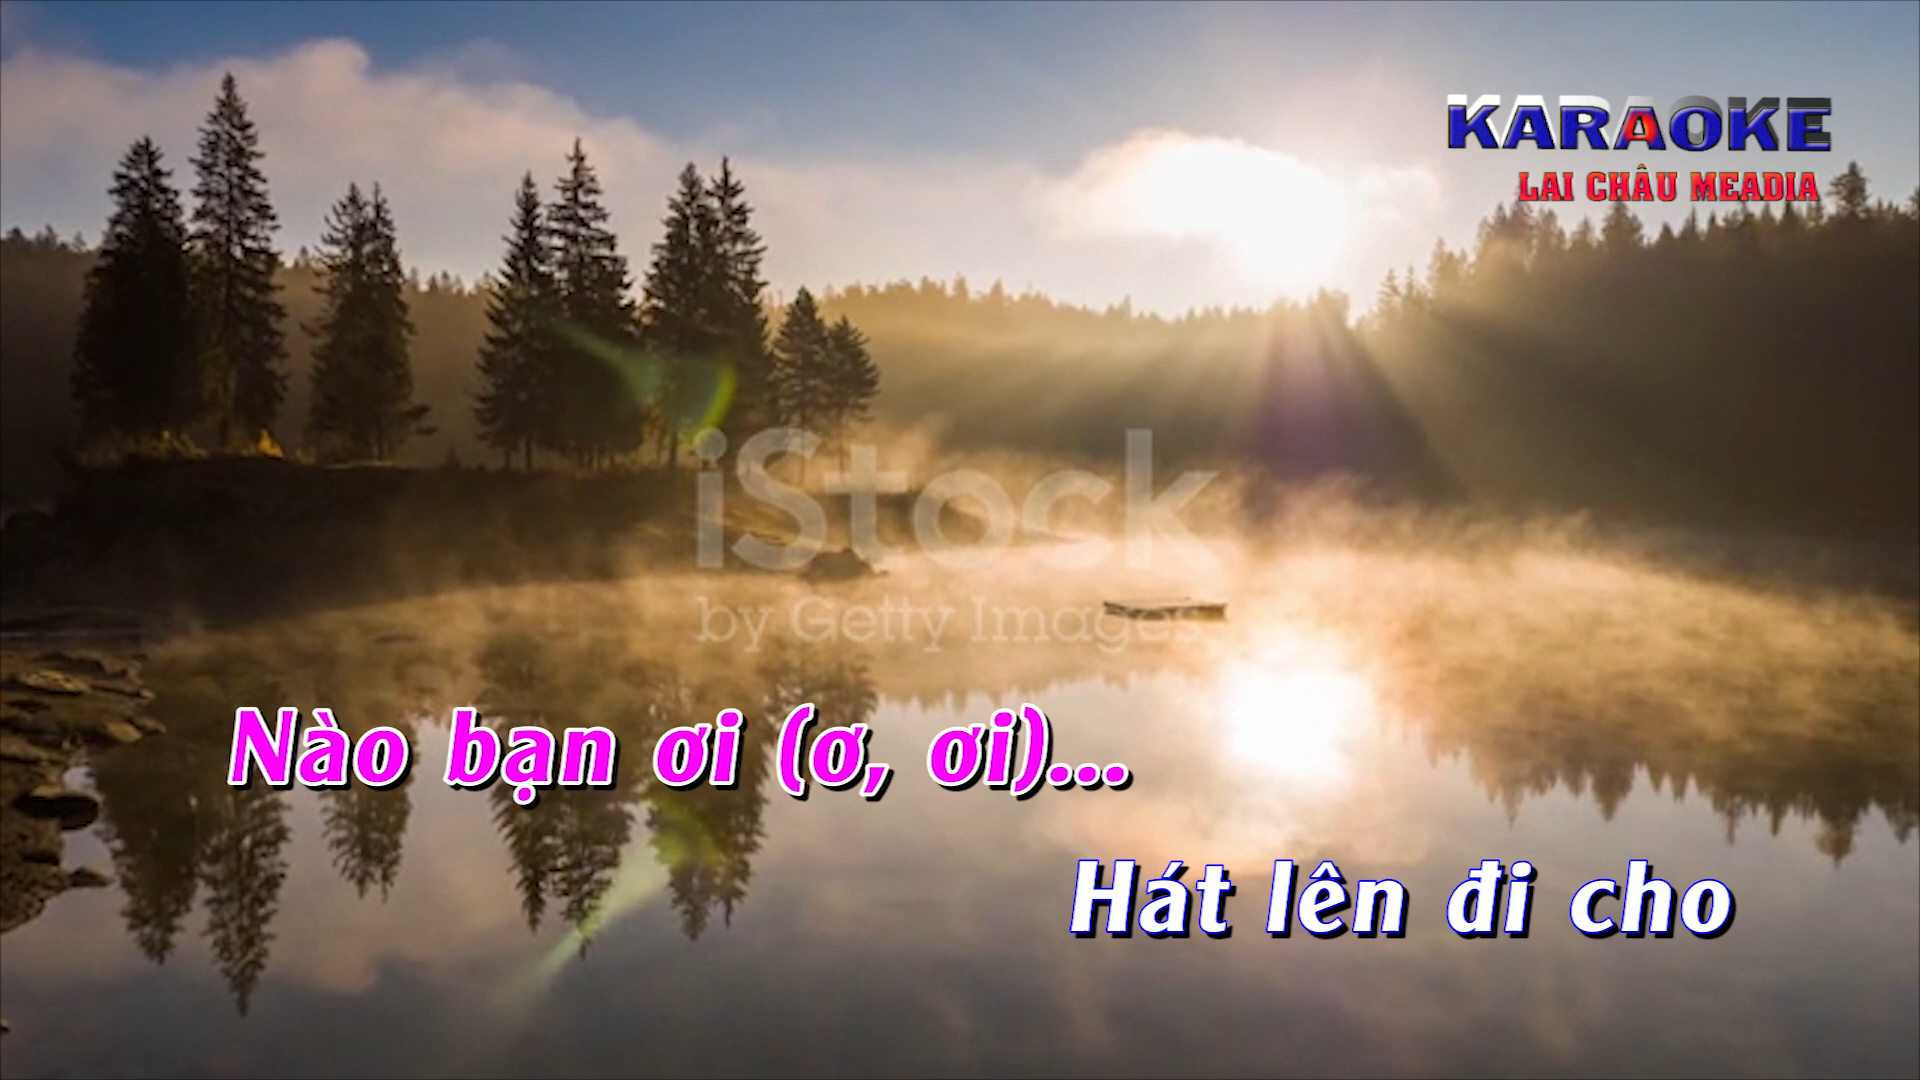 KARAOKE
LAI CHÂU MEADIA
iStock
by Getty Images
Nào bạn ơi (ơ, ơi)...
Hát lên đi cho